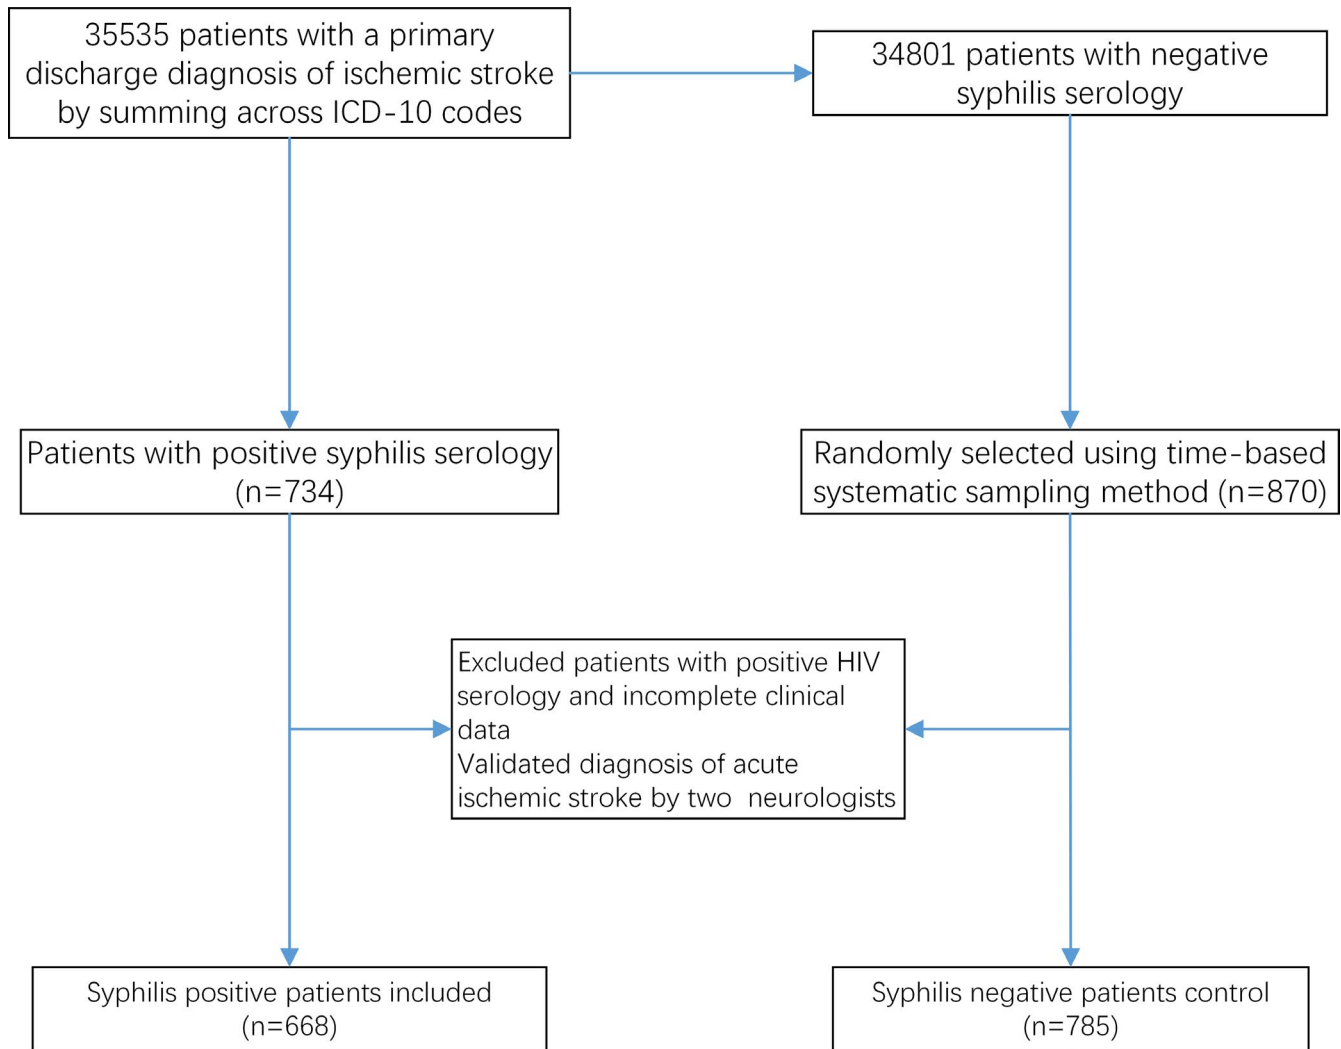 35535 patients with a primary
discharge diagnosis of ischemic stroke
by summing across ICD-10 codes
34801 patients with negative
syphilis serology
Patients with positive syphilis serology
(n=734)
Randomly selected using time-based
systematic sampling method (n=870)
Excluded patients with positive HIV
serology and incomplete clinical
data
Validated diagnosis of acute
ischemic stroke by two  neurologists
Syphilis positive patients included
(n=668)
Syphilis negative patients control
(n=785)